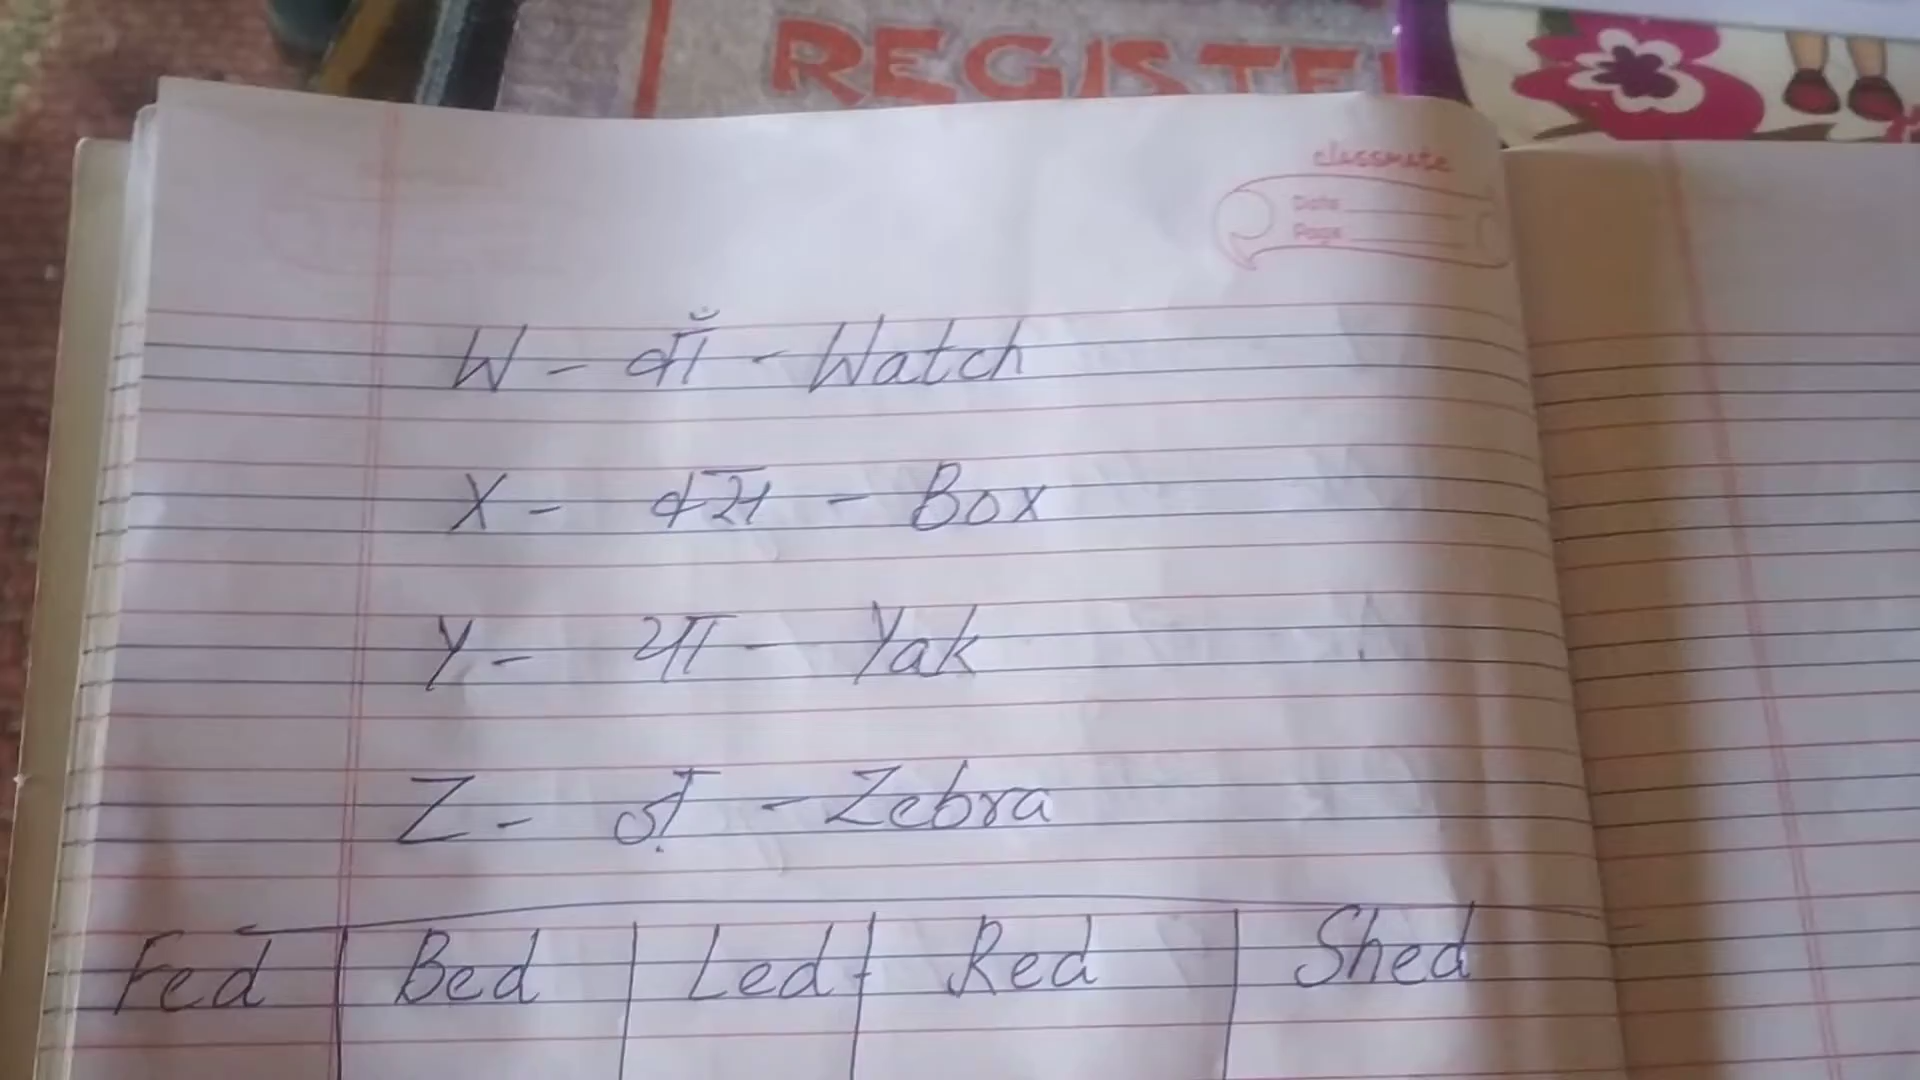 REGISTE
classmate
Date
Page
W - वॉ - Watch
X - क्स - Box
Y - या - Yak
Z - ज़ा - Zebra
Fed Bed Led Red Shed